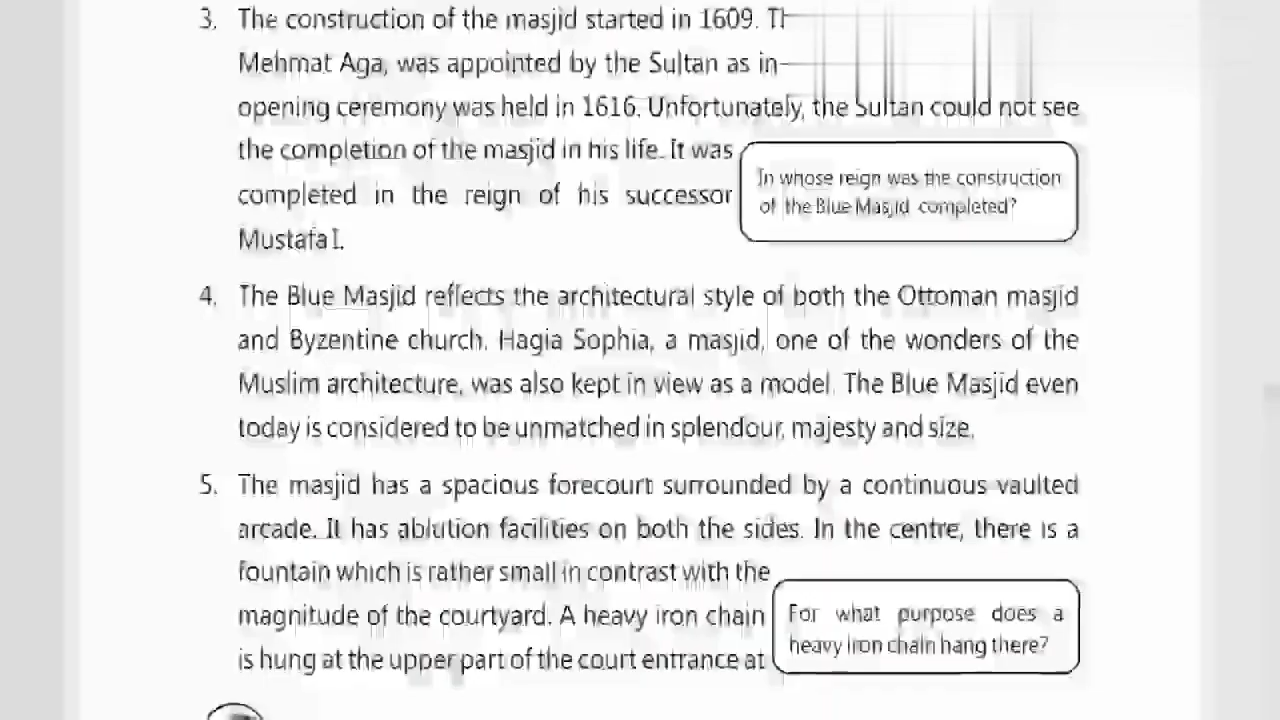 3. The construction of the masjid started in 1609.
Mehmat Aga, was appointed by the Sultan as in
opening ceremony was held in 1616. Unfortunately, the Sultan could not see
the completion of the masjid in his life. It was
completed in the reign of his successor
Mustafa I.
In whose reign was the construction
of the Blue Masjid completed?
4. The Blue Masjid reflects the architectural style of both the Ottoman masjid
and Byzentine church. Hagia Sophia, a masjid, one of the wonders of the
Muslim architecture, was also kept in view as a model. The Blue Masjid even
today is considered to be unmatched in splendour, majesty and size.
5. The masjid has a spacious forecourt surrounded by a continuous vaulted
arcade. It has ablution facilities on both the sides. In the centre, there is a
fountain which is rather small in contrast with the
magnitude of the courtyard. A heavy iron chain
is hung at the upper part of the court entrance at
For what purpose does a
heavy iron chain hang there?